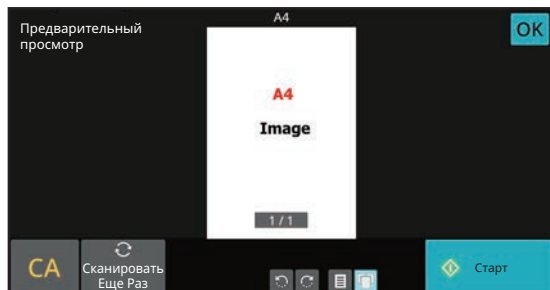 Предварительный
просмотр
A4
OK
A4
Image
1 / 1
CA
Сканировать
Еще Раз
Старт